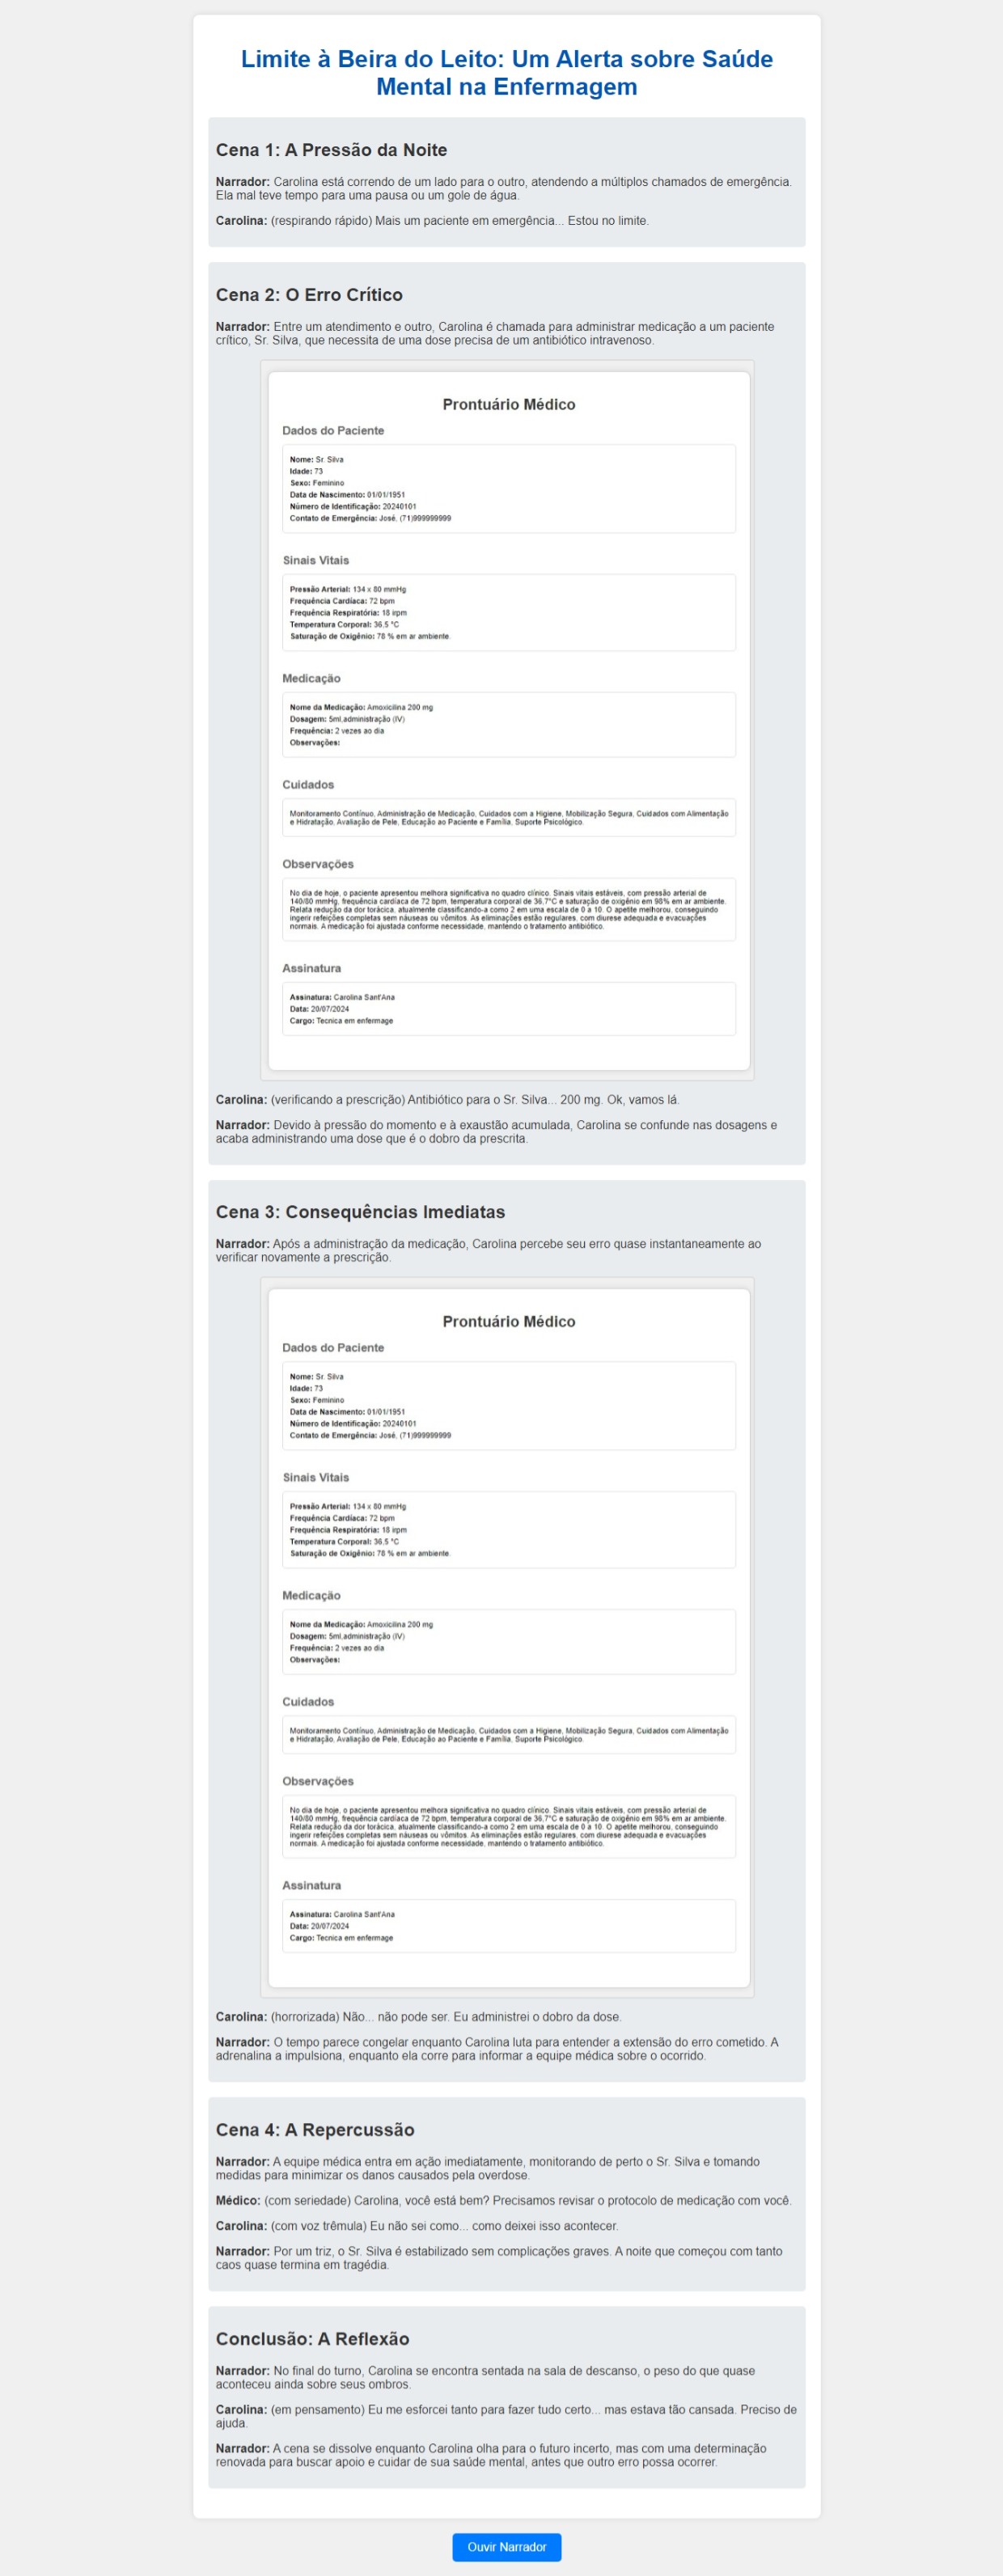 Limite à Beira do Leito: Um Alerta sobre Saúde
Mental na Enfermagem
Cena 1: A Pressão da Noite
Narrador: Carolina está correndo de um lado para o outro, atendendo a múltiplos chamados de emergência.
Ela mal teve tempo para uma pausa ou um gole de água.
Carolina: (respirando rápido) Mais um paciente em emergência... Estou no limite.
Cena 2: O Erro Crítico
Narrador: Entre um atendimento e outro, Carolina é chamada para administrar medicação a um paciente
crítico, Sr. Silva, que necessita de uma dose precisa de um antibiótico intravenoso.
Prontuário Médico
Dados do Paciente
Nome: Sr. Silva
Idade: 73
Sexo: Feminino
Data de Nascimento: 01/01/1951
Número de Identificação: 20240101
Contato de Emergência: José, (71)999999999
Sinais Vitais
Pressão Arterial: 134 x 80 mmHg
Frequência Cardíaca: 72 bpm
Frequência Respiratória: 18 irpm
Temperatura Corporal: 36.5 °C
Saturação de Oxigênio: 78 % em ar ambiente.
Medicação
Nome da Medicação: Amoxicilina 200 mg
Dosagem: 5ml,administração (IV)
Frequência: 2 vezes ao dia
Observações:
Cuidados
Monitoramento Contínuo, Administração de Medicação, Cuidados com a Higiene, Mobilização Segura, Cuidados com Alimentação
e Hidratação, Avaliação de Pele, Educação ao Paciente e Família, Suporte Psicológico.
Observações
No dia de hoje, o paciente apresentou melhora significativa no quadro clínico. Sinais vitais estáveis, com pressão arterial de
140/80 mmHg, frequência cardíaca de 72 bpm, temperatura corporal de 36,7°C e saturação de oxigênio em 98% em ar ambiente.
Relata redução da dor torácica, atualmente classificando-a como 2 em uma escala de 0 a 10. O apetite melhorou, conseguindo
ingerir refeições completas sem náuseas ou vômitos. As eliminações estão regulares, com diurese adequada e evacuações
normais. A medicação foi ajustada conforme necessidade, mantendo o tratamento antibiótico.
Assinatura
Assinatura: Carolina Sant'Ana
Data: 20/07/2024
Cargo: Tecnica em enfermage
Carolina: (verificando a prescrição) Antibiótico para o Sr. Silva... 200 mg. Ok, vamos lá.
Narrador: Devido à pressão do momento e à exaustão acumulada, Carolina se confunde nas dosagens e
acaba administrando uma dose que é o dobro da prescrita.
Cena 3: Consequências Imediatas
Narrador: Após a administração da medicação, Carolina percebe seu erro quase instantaneamente ao
verificar novamente a prescrição.
Prontuário Médico
Dados do Paciente
Nome: Sr. Silva
Idade: 73
Sexo: Feminino
Data de Nascimento: 01/01/1951
Número de Identificação: 20240101
Contato de Emergência: José, (71)999999999
Sinais Vitais
Pressão Arterial: 134 x 80 mmHg
Frequência Cardíaca: 72 bpm
Frequência Respiratória: 18 irpm
Temperatura Corporal: 36,5 °C
Saturação de Oxigênio: 78 % em ar ambiente.
Medicação
Nome da Medicação: Amoxicilina 200 mg
Dosagem: 5ml,administração (IV)
Frequência: 2 vezes ao dia
Observações:
Cuidados
Monitoramento Contínuo, Administração de Medicação, Cuidados com a Higiene, Mobilização Segura, Cuidados com Alimentação
e Hidratação, Avaliação de Pele, Educação ao Paciente e Família, Suporte Psicológico.
Observações
No dia de hoje, o paciente apresentou melhora significativa no quadro clínico. Sinais vitais estáveis, com pressão arterial de
140/80 mmHg, frequência cardíaca de 72 bpm, temperatura corporal de 36,7°C e saturação de oxigênio em 98% em ar ambiente.
Relata redução da dor torácica, atualmente classificando-a como 2 em uma escala de 0 a 10. O apetite melhorou, conseguindo
ingerir refeições completas sem náuseas ou vômitos. As eliminações estão regulares, com diurese adequada e evacuações
normais. A medicação foi ajustada conforme necessidade, mantendo o tratamento antibiótico.
Assinatura
Assinatura: Carolina Sant'Ana
Data: 20/07/2024
Cargo: Tecnica em enfermage
Carolina: (horrorizada) Não... não pode ser. Eu administrei o dobro da dose.
Narrador: O tempo parece congelar enquanto Carolina luta para entender a extensão do erro cometido. A
adrenalina a impulsiona, enquanto ela corre para informar a equipe médica sobre o ocorrido.
Cena 4: A Repercussão
Narrador: A equipe médica entra em ação imediatamente, monitorando de perto o Sr. Silva e tomando
medidas para minimizar os danos causados pela overdose.
Médico: (com seriedade) Carolina, você está bem? Precisamos revisar o protocolo de medicação com você.
Carolina: (com voz trêmula) Eu não sei como... como deixei isso acontecer.
Narrador: Por um triz, o Sr. Silva é estabilizado sem complicações graves. A noite que começou com tanto
caos quase termina em tragédia.
Conclusão: A Reflexão
Narrador: No final do turno, Carolina se encontra sentada na sala de descanso, o peso do que quase
aconteceu ainda sobre seus ombros.
Carolina: (em pensamento) Eu me esforcei tanto para fazer tudo certo... mas estava tão cansada. Preciso de
ajuda.
Narrador: A cena se dissolve enquanto Carolina olha para o futuro incerto, mas com uma determinação
renovada para buscar apoio e cuidar de sua saúde mental, antes que outro erro possa ocorrer.
Ouvir Narrador